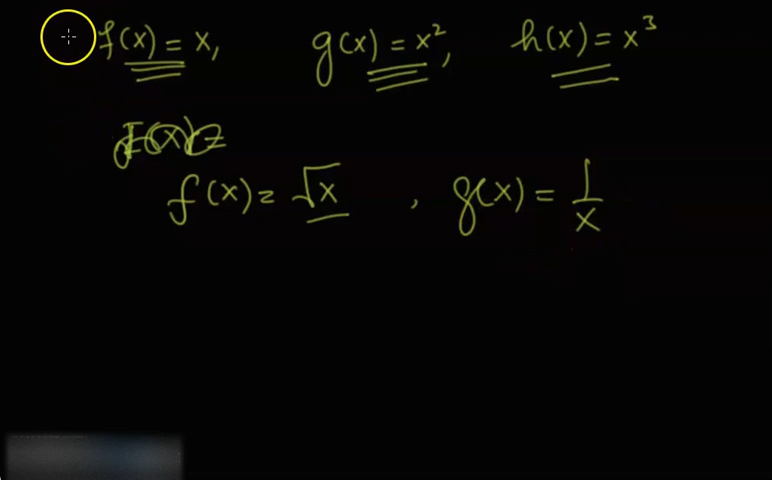 f(x) = x, g(x) = x², h(x) = x³
f(x) = √x , g(x) = 1/x